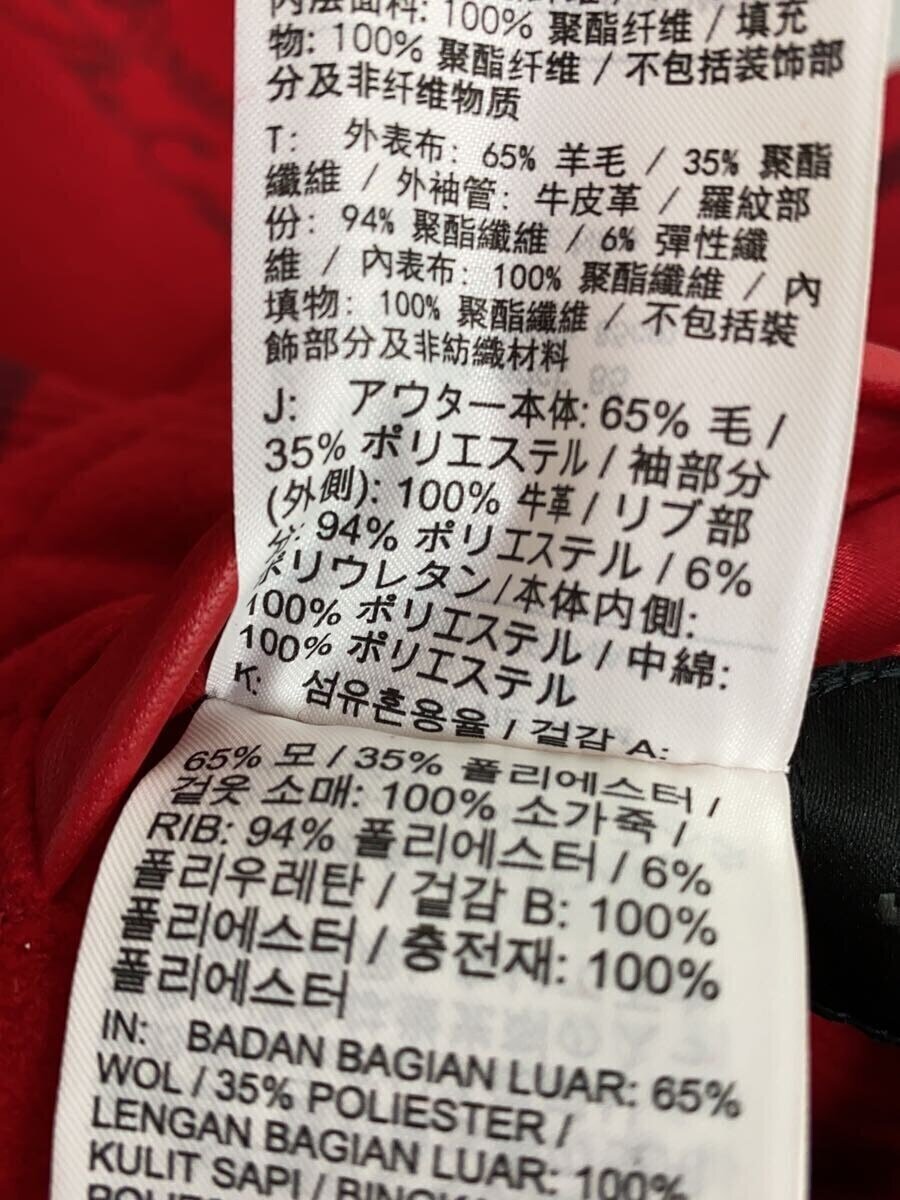 内层面料: 100% 聚酯纤维 / 填充
物: 100% 聚酯纤维 / 不包括装饰部
分及非纤维物质
T: 外表布: 65% 羊毛 / 35% 聚酯
纖維 / 外袖管: 牛皮革 / 羅紋部
份: 94% 聚酯纖維 / 6% 彈性纖
維 / 內表布: 100% 聚酯纖維 / 內
填物: 100% 聚酯纖維 / 不包括裝
飾部分及非紡織材料
J: アウター本体: 65% 毛 /
35% ポリエステル / 袖部分
(外側): 100% 牛革 / リブ部
分: 94% ポリエステル / 6%
ポリウレタン / 本体内側:
100% ポリエステル / 中綿:
100% ポリエステル
K: 섬유혼용율 / 겉감 A:
65% 모 / 35% 폴리에스터 /
겉옷 소매: 100% 소가죽 /
RIB: 94% 폴리에스터 / 6%
폴리우레탄 / 겉감 B: 100%
폴리에스터 / 충전재: 100%
폴리에스터
IN: BADAN BAGIAN LUAR: 65%
WOL / 35% POLIESTER /
LENGAN BAGIAN LUAR: 100%
KULIT SAPI /